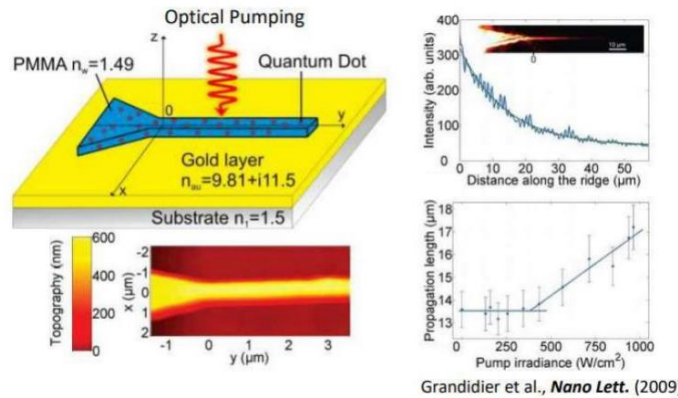 Optical Pumping
z
PMMA n_w=1.49
Quantum Dot
0
y
Gold layer
n_au=9.81+i11.5
x
Substrate n_1=1.5
Topography (nm)
600
400
200
0
x (μm)
-2
-1
0
1
2
-1 0 1 2 3
y (μm)
Intensity (arb. units)
400
300
200
100
0
10 μm
0
0 10 20 30 40 50
Distance along the ridge (μm)
Propagation length (μm)
18
17
16
15
14
13
0 250 500 750 1000
Pump irradiance (W/cm²)
Grandidier et al., Nano Lett. (2009